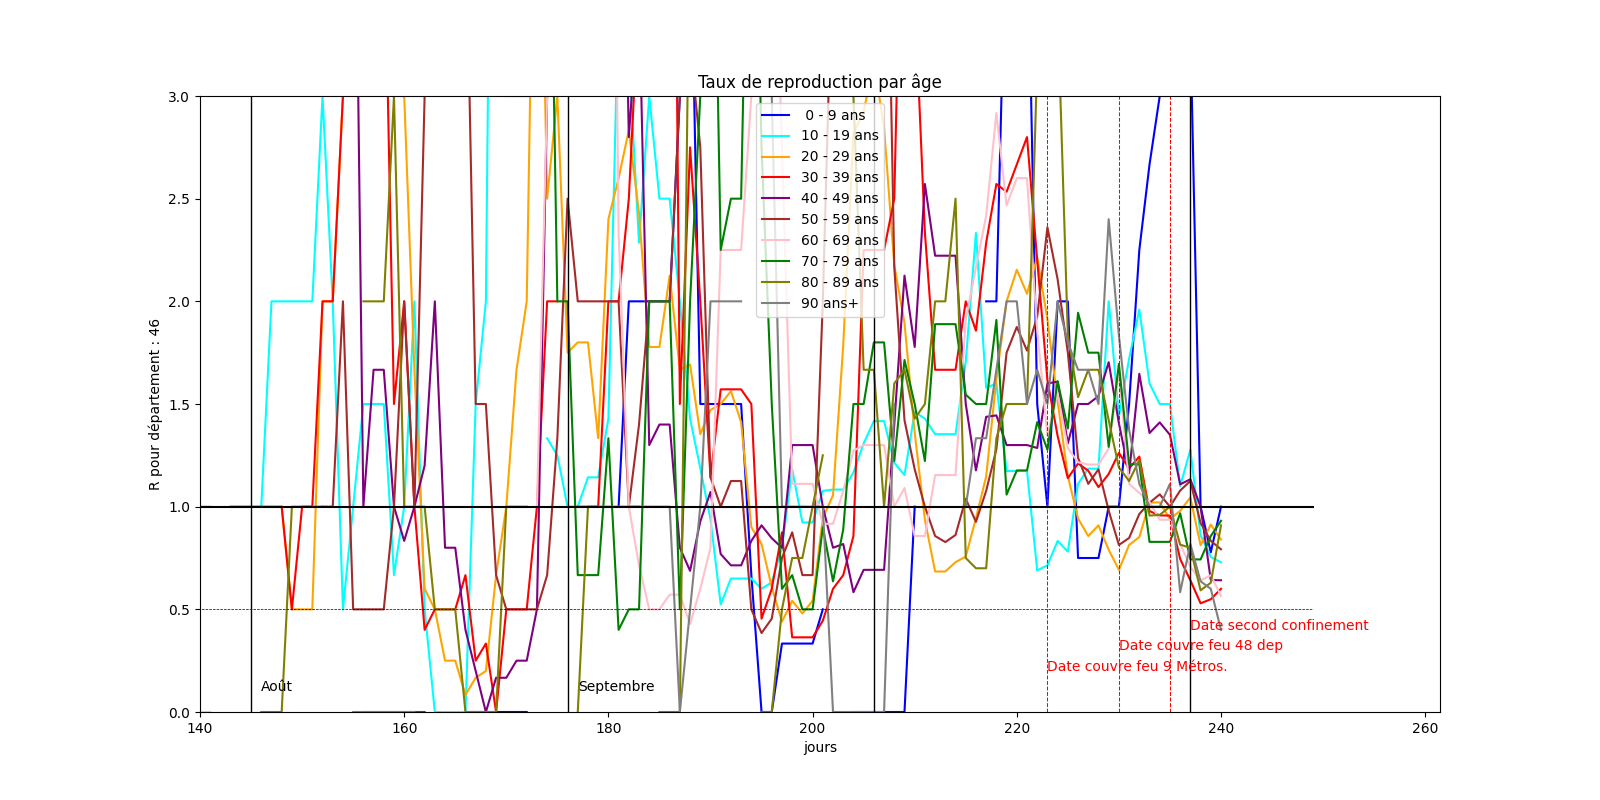 Taux de reproduction par âge
R pour département : 46
3.0
2.5
2.0
1.5
1.0
0.5
0.0
0 - 9 ans
10 - 19 ans
20 - 29 ans
30 - 39 ans
40 - 49 ans
50 - 59 ans
60 - 69 ans
70 - 79 ans
80 - 89 ans
90 ans+
Date second confinement
Date couvre feu 48 dep
Date couvre feu 9 Métros.
Août
Septembre
140
160
180
200
220
240
260
jours